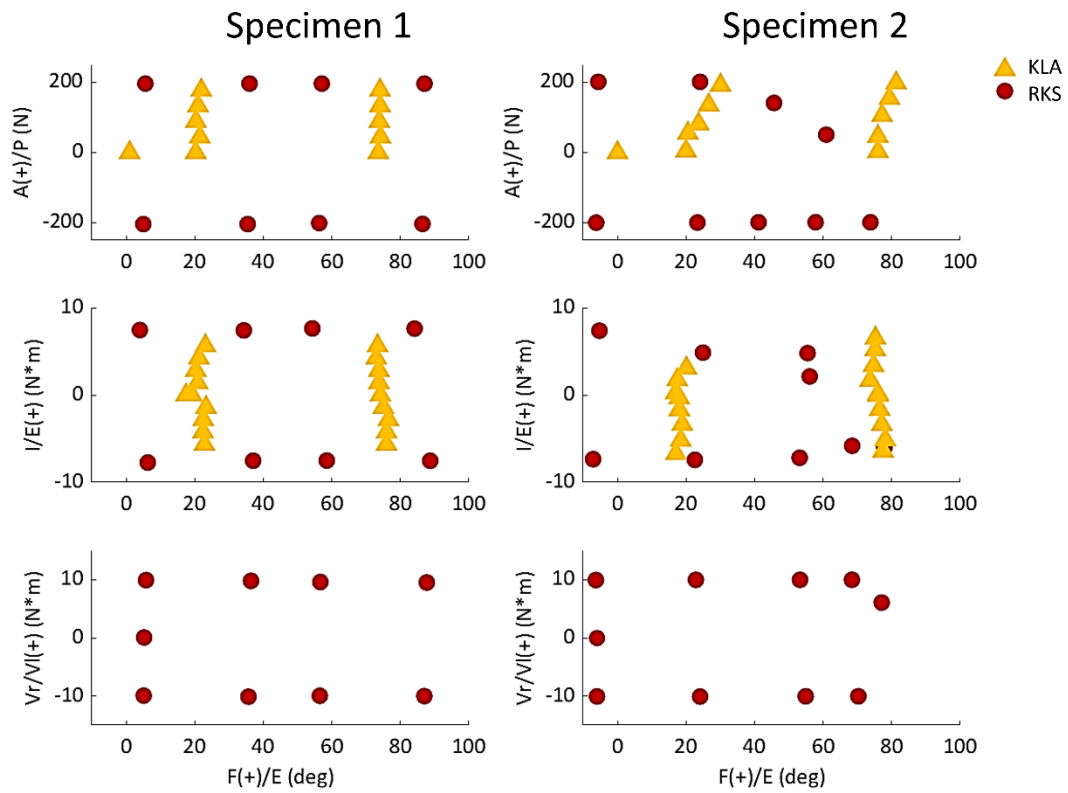 Specimen 1
Specimen 2
KLA
RKS
A(+)/P (N)
200
0
-200
0 20 40 60 80 100
A(+)/P (N)
200
0
-200
0 20 40 60 80 100
I/E(+) (N*m)
10
0
-10
0 20 40 60 80 100
I/E(+) (N*m)
10
0
-10
0 20 40 60 80 100
Vr/Vl(+) (N*m)
10
0
-10
0 20 40 60 80 100
F(+)/E (deg)
Vr/Vl(+) (N*m)
10
0
-10
0 20 40 60 80 100
F(+)/E (deg)